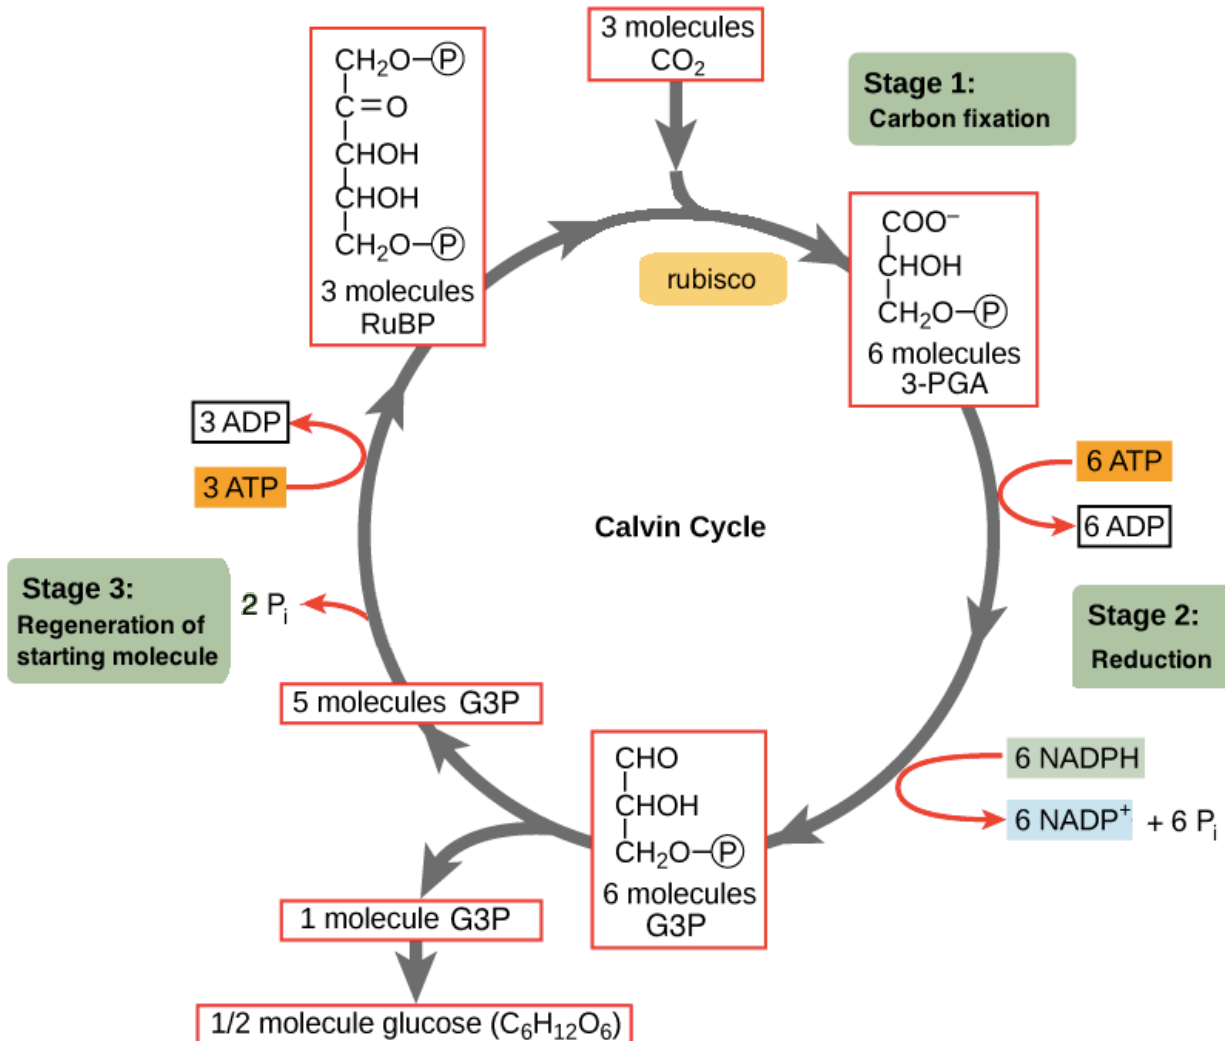 3 molecules
CO₂
Stage 1:
Carbon fixation
CH₂O–P
C=O
CHOH
CHOH
CH₂O–P
3 molecules
RuBP
rubisco
COO⁻
CHOH
CH₂O–P
6 molecules
3-PGA
3 ADP
3 ATP
6 ATP
6 ADP
Calvin Cycle
Stage 3:
Regeneration of
starting molecule
2 Pᵢ
Stage 2:
Reduction
5 molecules G3P
6 NADPH
6 NADP⁺ + 6 Pᵢ
CHO
CHOH
CH₂O–P
6 molecules
G3P
1 molecule G3P
1/2 molecule glucose (C₆H₁₂O₆)